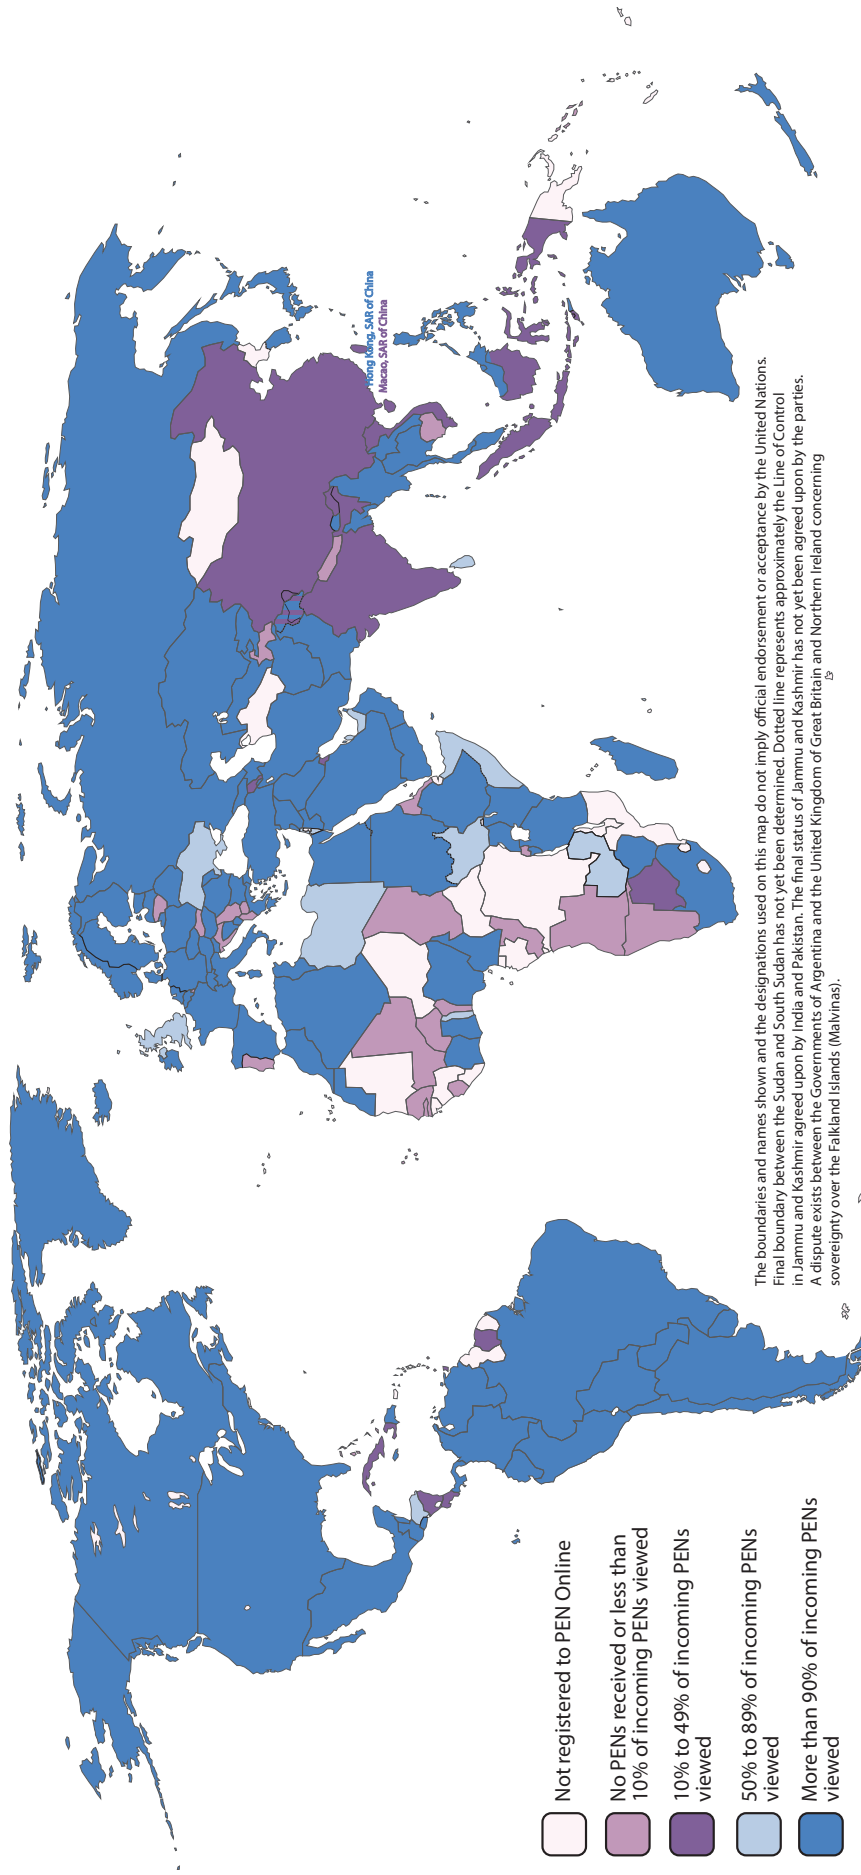 Hong Kong, SAR of China
Macao, SAR of China
Not registered to PEN Online
No PENs received or less than
10% of incoming PENs viewed
10% to 49% of incoming PENs
viewed
50% to 89% of incoming PENs
viewed
More than 90% of incoming PENs
viewed
The boundaries and names shown and the designations used on this map do not imply official endorsement or acceptance by the United Nations.
Final boundary between the Sudan and South Sudan has not yet been determined. Dotted line represents approximately the Line of Control
in Jammu and Kashmir agreed upon by India and Pakistan. The final status of Jammu and Kashmir has not yet been agreed upon by the parties.
A dispute exists between the Governments of Argentina and the United Kingdom of Great Britain and Northern Ireland concerning
sovereignty over the Falkland Islands (Malvinas).